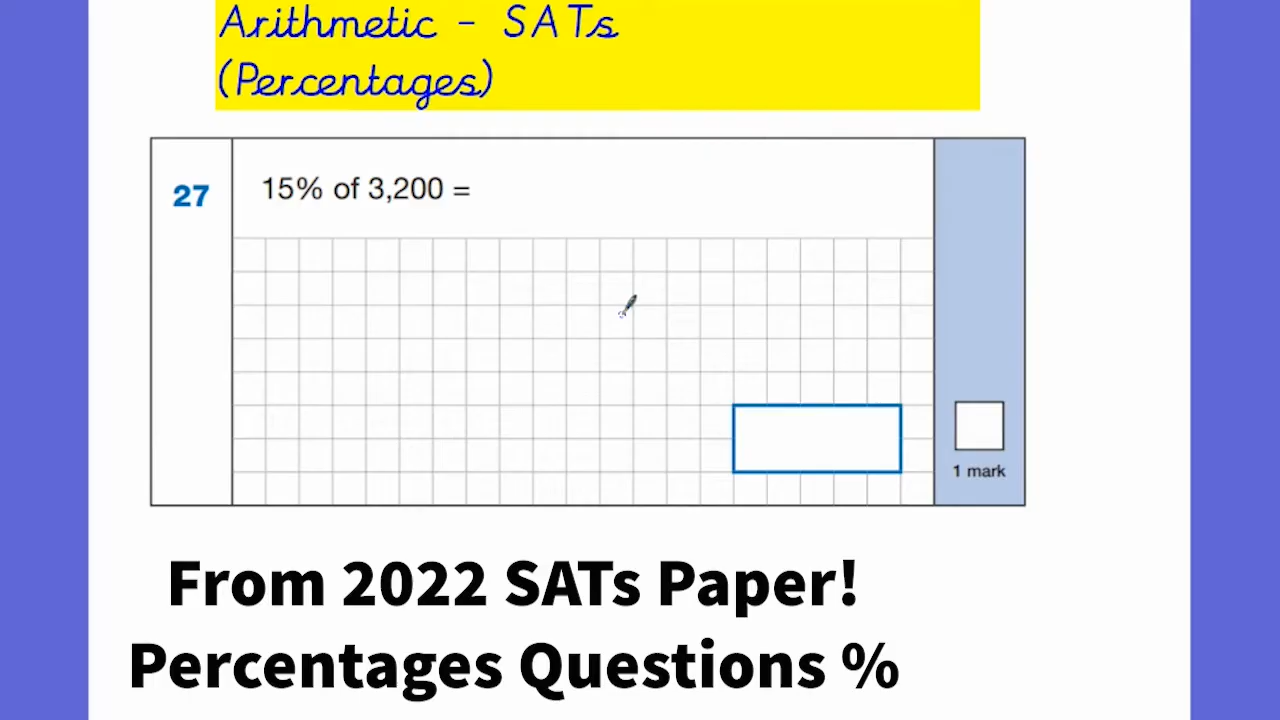 Arithmetic - SATs
(Percentages)
27
15% of 3,200 =
1 mark
From 2022 SATs Paper!
Percentages Questions %